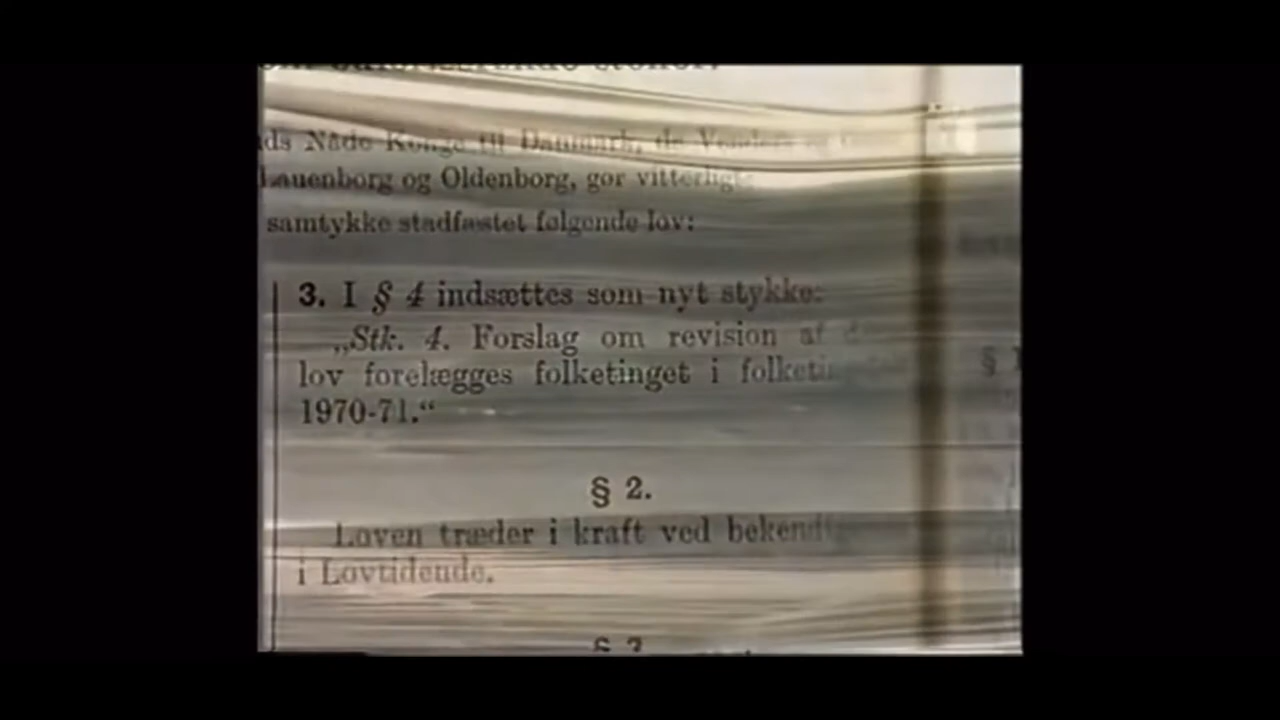 Nåde Konge til Danmark, de
Lauenborg og Oldenborg, gør vitterligt:
samtykke stadfæstet følgende lov:
3. I § 4 indsættes som nyt stykke:
„Stk. 4. Forslag om revision af
lov forelægges folketinget i
1970-71.“
§ 2.
Loven træder i kraft ved
i Lovtidende.
§